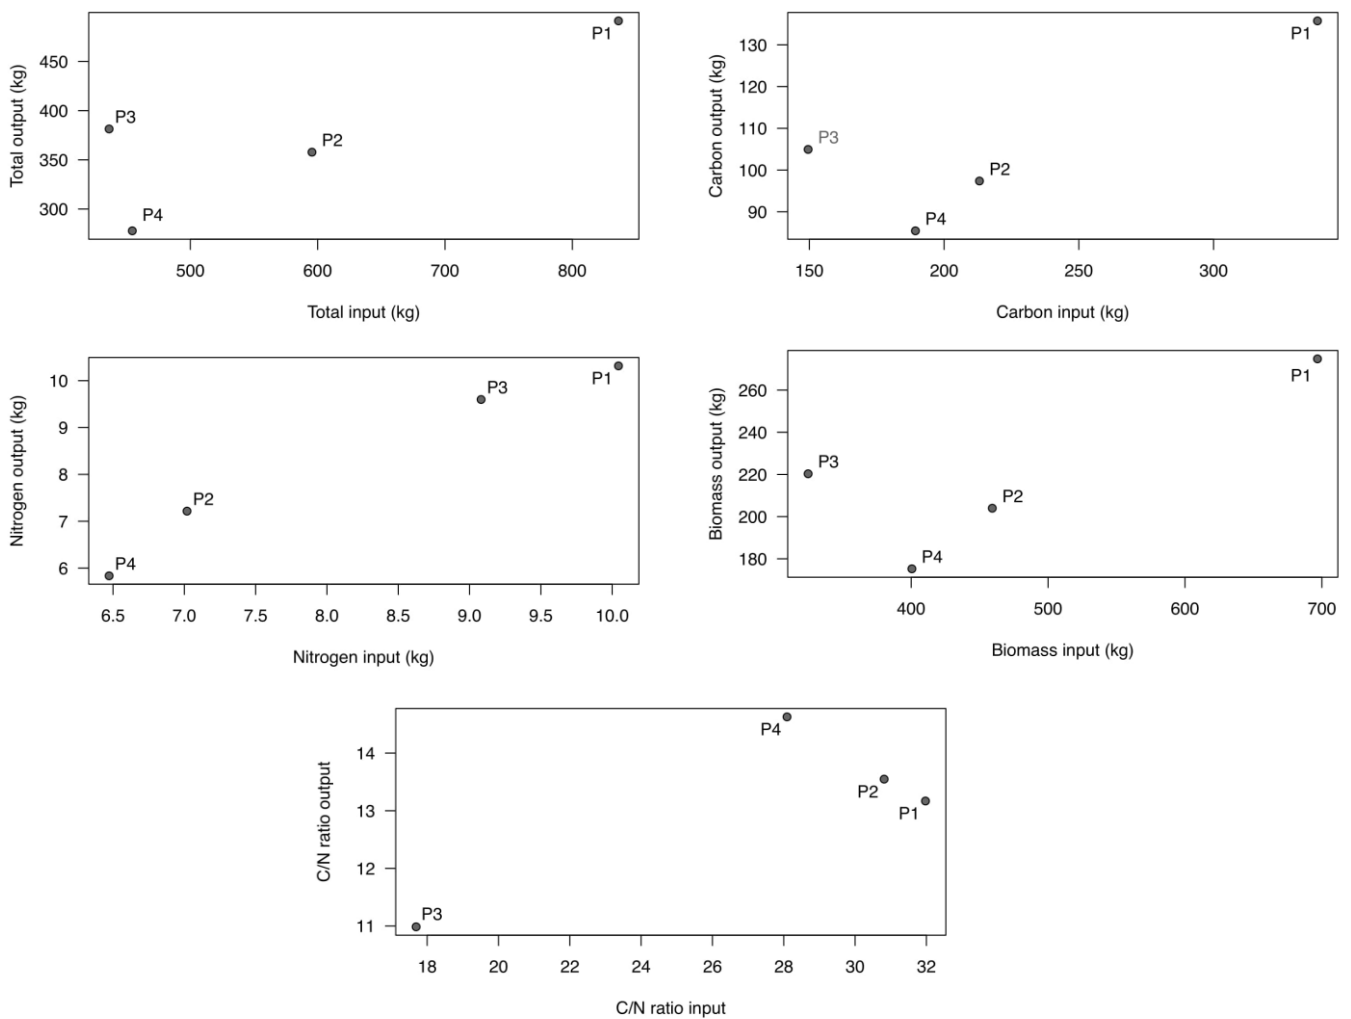 Total output (kg)
450
400
350
300
P1
P3
P2
P4
500 600 700 800
Total input (kg)
Carbon output (kg)
130
120
110
100
90
P1
P3
P2
P4
150 200 250 300
Carbon input (kg)
Nitrogen output (kg)
10
9
8
7
6
P1
P3
P2
P4
6.5 7.0 7.5 8.0 8.5 9.0 9.5 10.0
Nitrogen input (kg)
Biomass output (kg)
260
240
220
200
180
P1
P3
P2
P4
400 500 600 700
Biomass input (kg)
C/N ratio output
14
13
12
11
P4
P2
P1
P3
18 20 22 24 26 28 30 32
C/N ratio input